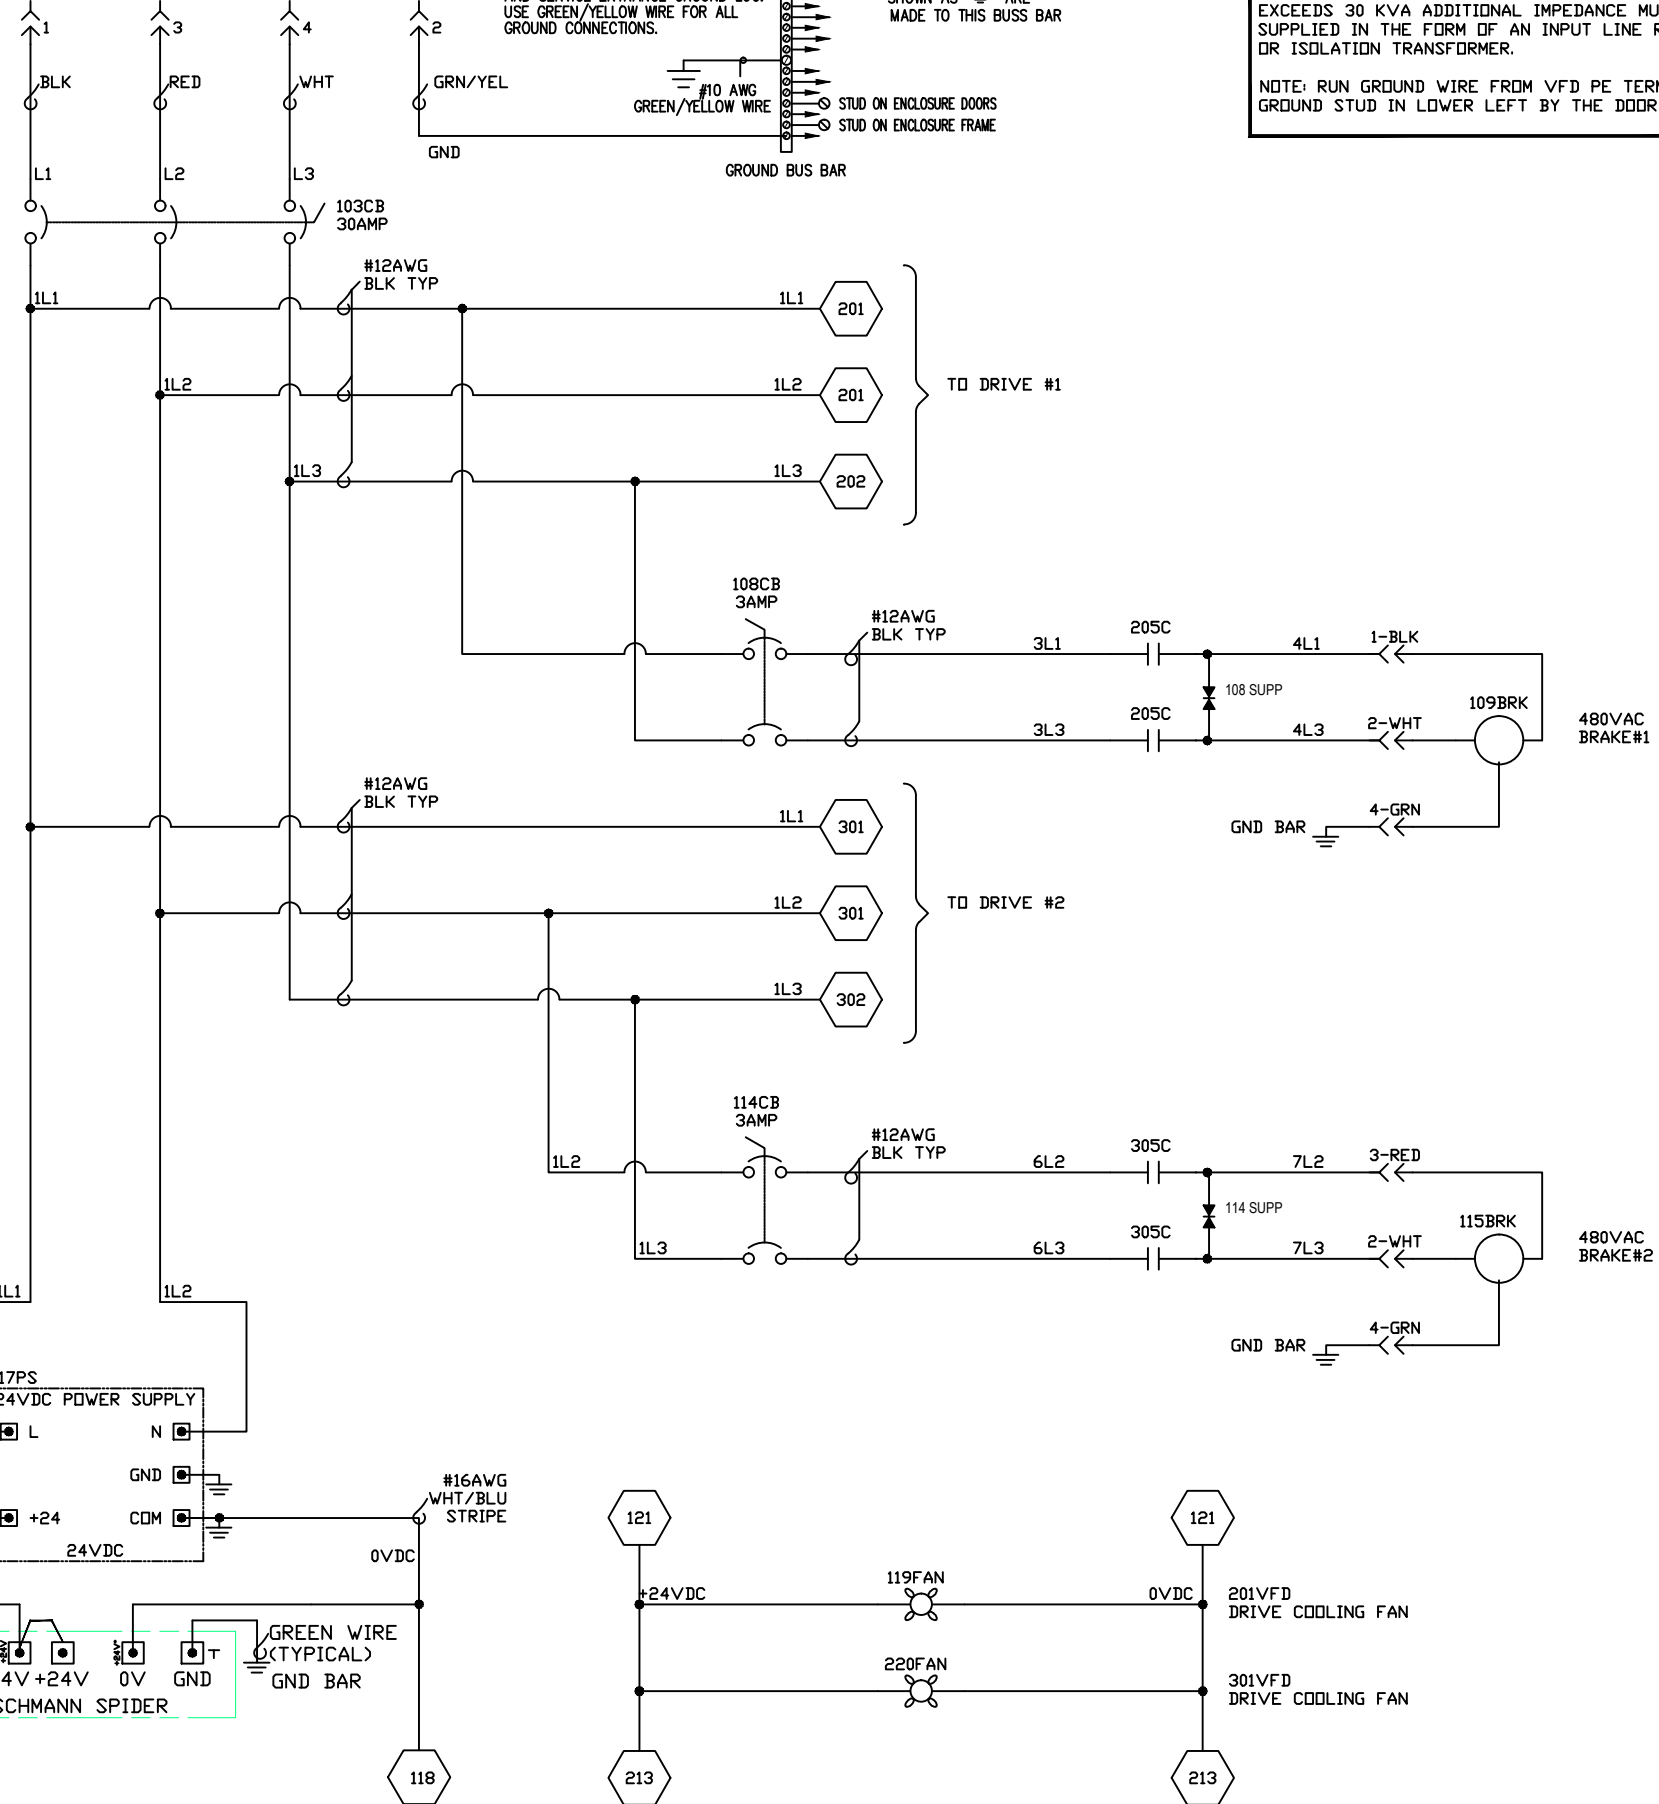 USE GREEN/YELLOW WIRE FOR ALL
GROUND CONNECTIONS.
MADE TO THIS BUSS BAR
EXCEEDS 30 KVA ADDITIONAL IMPEDANCE
SUPPLIED IN THE FORM OF AN INPUT LINE
OR ISOLATION TRANSFORMER.
NOTE: RUN GROUND WIRE FROM VFD PE
GROUND STUD IN LOWER LEFT BY THE DOOR
1
3
4
2
BLK
RED
WHT
GRN/YEL
#10 AWG
GREEN/YELLOW WIRE
STUD ON ENCLOSURE DOORS
STUD ON ENCLOSURE FRAME
GND
GROUND BUS BAR
L1
L2
L3
103CB
30AMP
#12AWG
BLK TYP
1L1
1L1
201
1L2
1L2
201
TO DRIVE #1
1L3
1L3
202
108CB
3AMP
#12AWG
BLK TYP
3L1
205C
4L1
1-BLK
108 SUPP
109BRK
480VAC
BRAKE#1
3L3
205C
4L3
2-WHT
#12AWG
BLK TYP
1L1
301
GND BAR
4-GRN
1L2
301
TO DRIVE #2
1L3
302
114CB
3AMP
#12AWG
BLK TYP
1L2
6L2
305C
7L2
3-RED
114 SUPP
115BRK
480VAC
BRAKE#2
1L3
6L3
305C
7L3
2-WHT
1L1
1L2
GND BAR
4-GRN
17PS
24VDC POWER SUPPLY
L
N
GND
+24
COM
24VDC
#16AWG
WHT/BLU
STRIPE
0VDC
121
121
+24VDC
119FAN
0VDC
201VFD
DRIVE COOLING FAN
220FAN
301VFD
DRIVE COOLING FAN
GREEN WIRE
(TYPICAL)
GND BAR
4V
+24V
0V
GND
SCHMANN SPIDER
118
213
213